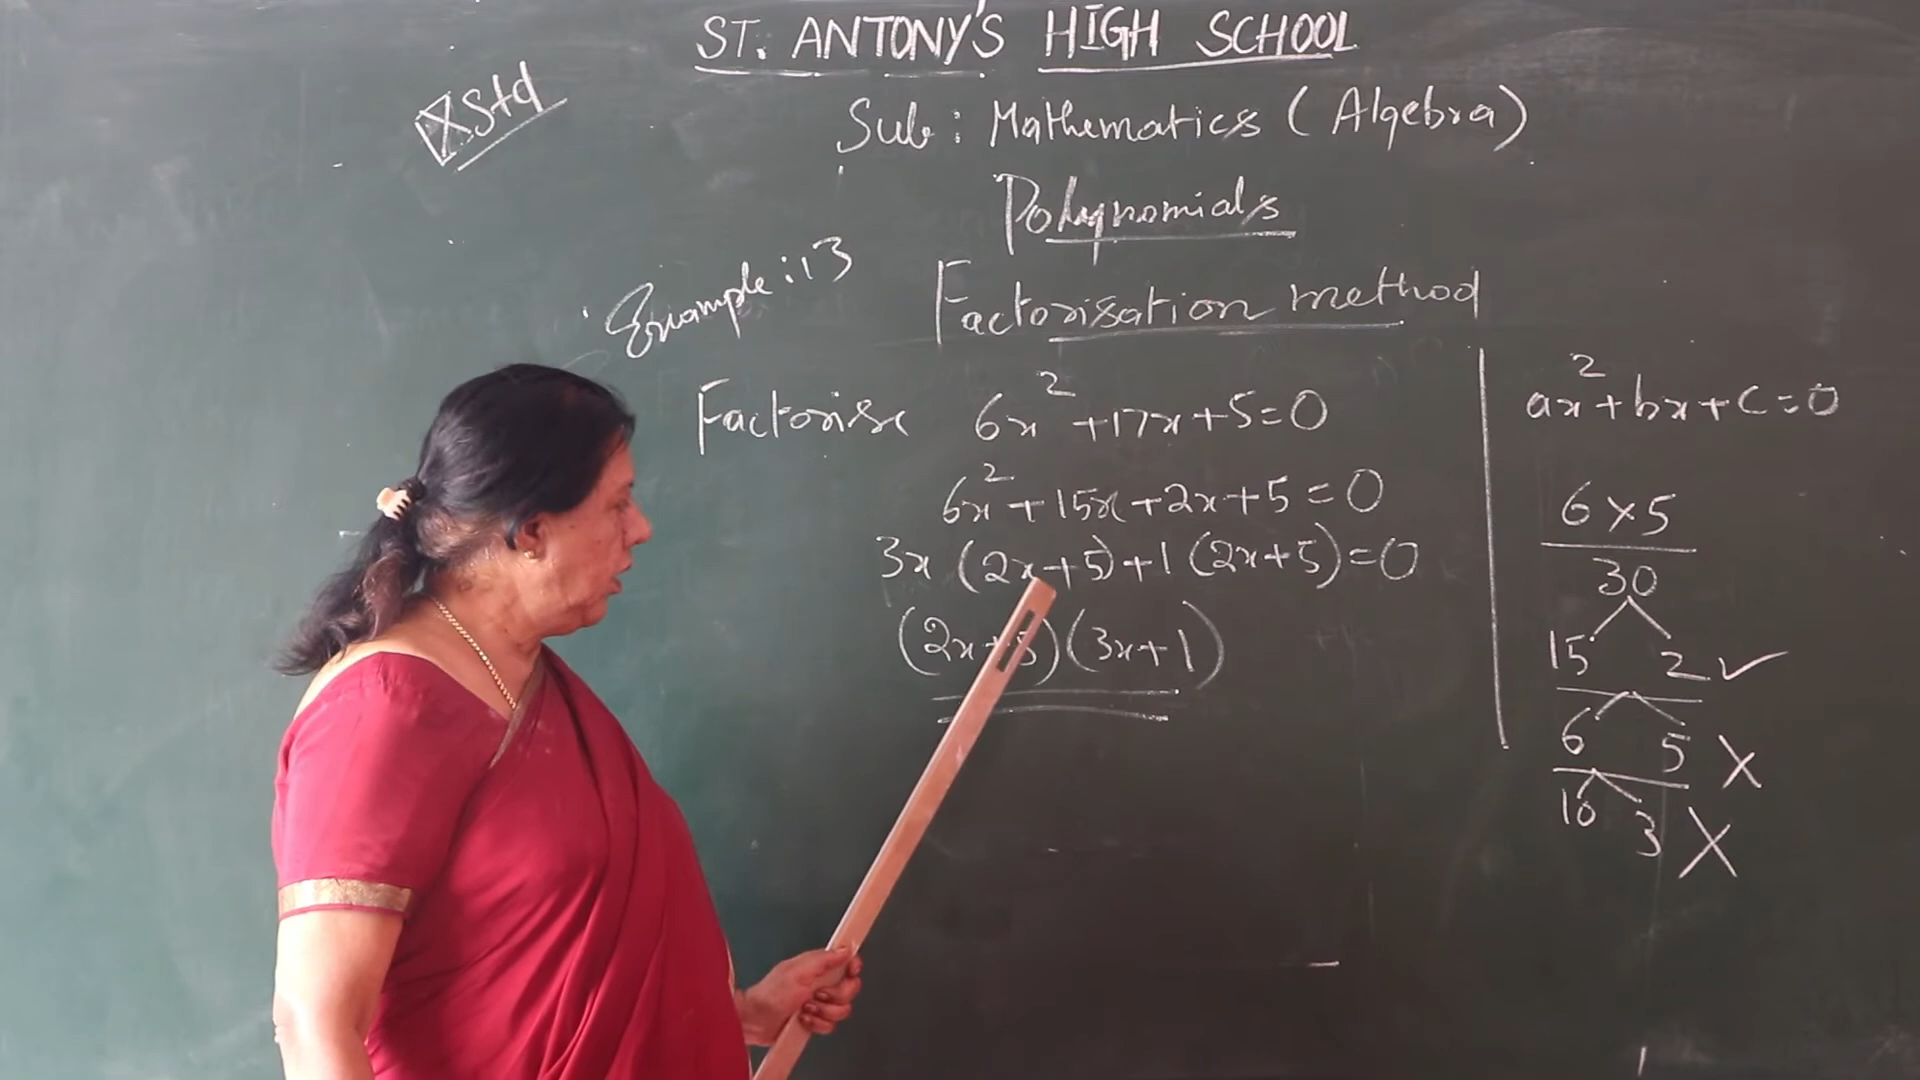 ST. ANTONY'S HIGH SCHOOL
IX Std
Sub : Mathematics (Algebra)
Polynomials
Example : 13
Factorisation method
Factorise 6x² + 17x + 5 = 0
6x² + 15x + 2x + 5 = 0
3x (2x + 5) + 1 (2x + 5) = 0
(2x + 5) (3x + 1)
ax² + bx + c = 0
6 × 5
30
15 2 ✓
6 5 X
10 3 X